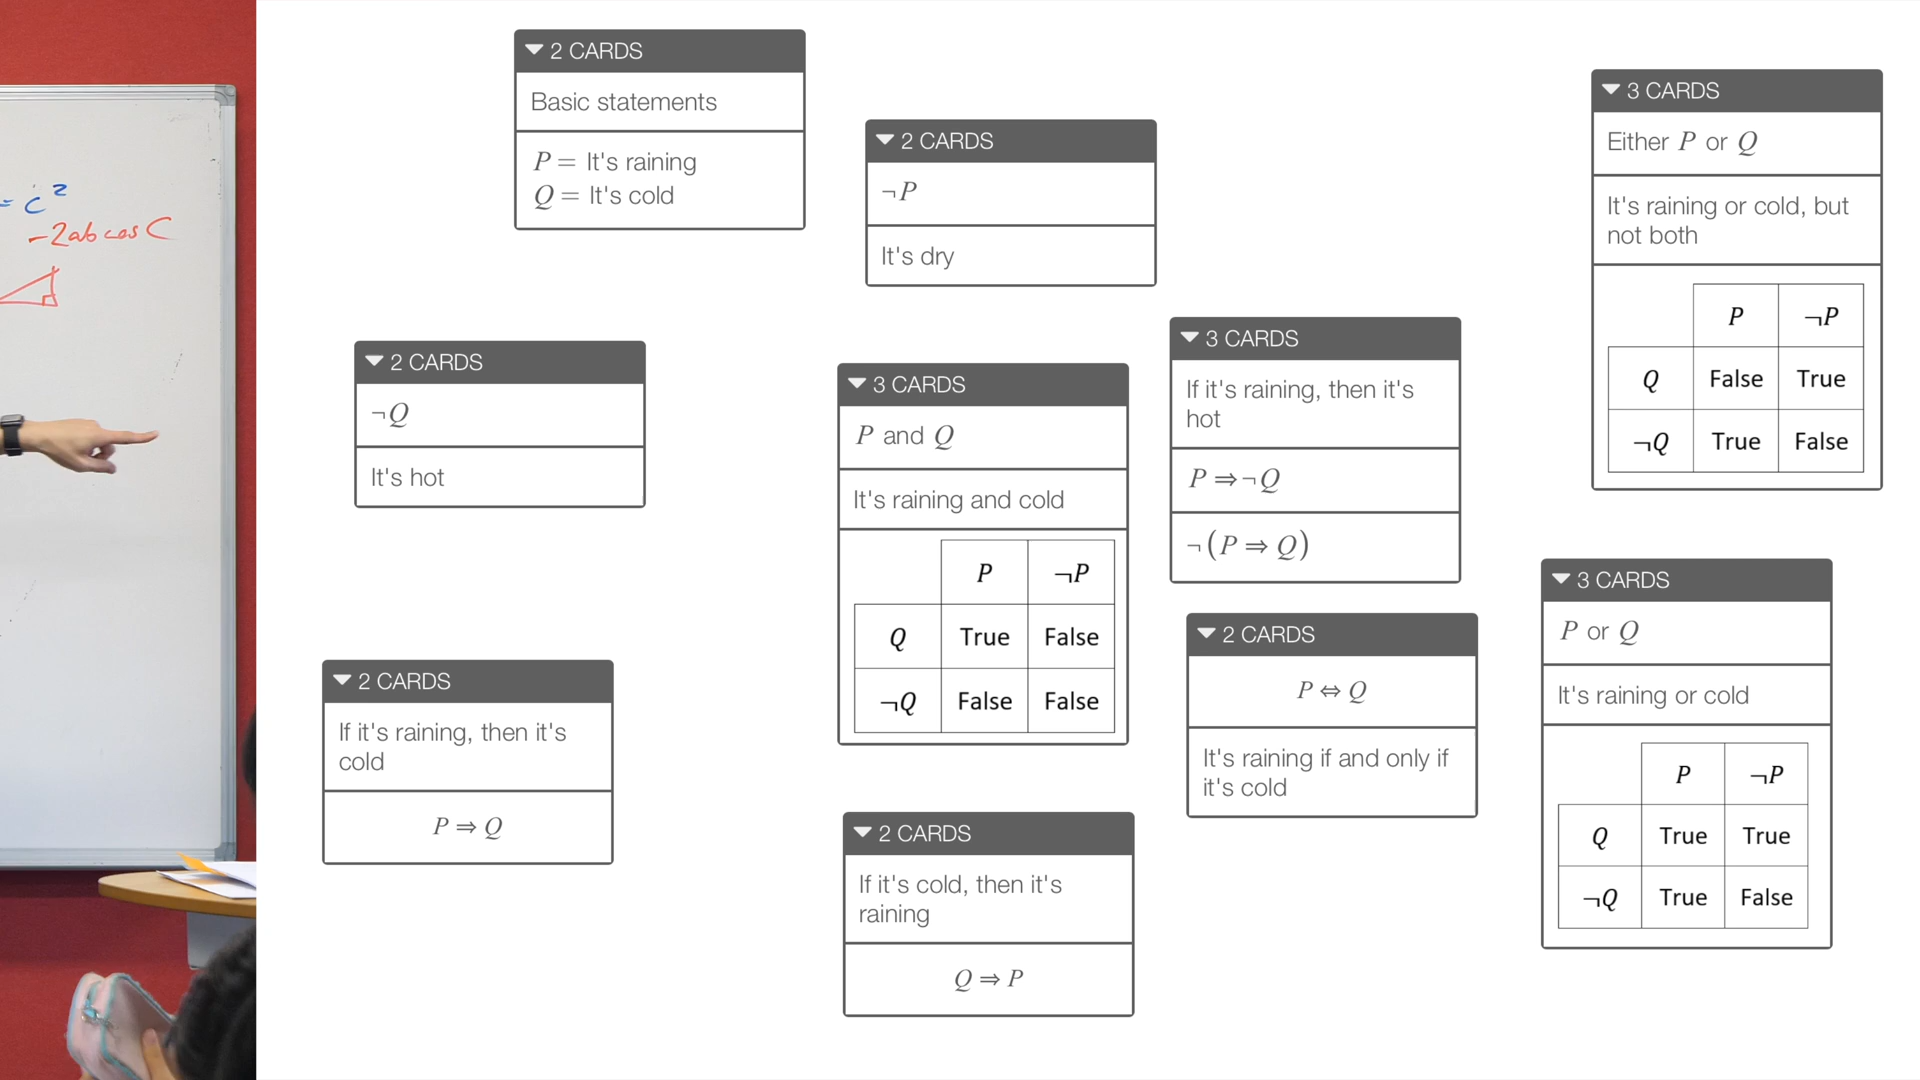 = c²
-2ab cos C
2 CARDS
Basic statements
P = It's raining
Q = It's cold
2 CARDS
¬P
It's dry
3 CARDS
Either P or Q
It's raining or cold, but
not both
P ¬P
Q False True
¬Q True False
2 CARDS
¬Q
It's hot
3 CARDS
P and Q
It's raining and cold
P ¬P
Q True False
¬Q False False
3 CARDS
If it's raining, then it's
hot
P ⇒ ¬Q
¬(P ⇒ Q)
2 CARDS
P ⇔ Q
It's raining if and only if
it's cold
3 CARDS
P or Q
It's raining or cold
P ¬P
Q True True
¬Q True False
2 CARDS
If it's raining, then it's
cold
P ⇒ Q
2 CARDS
If it's cold, then it's
raining
Q ⇒ P